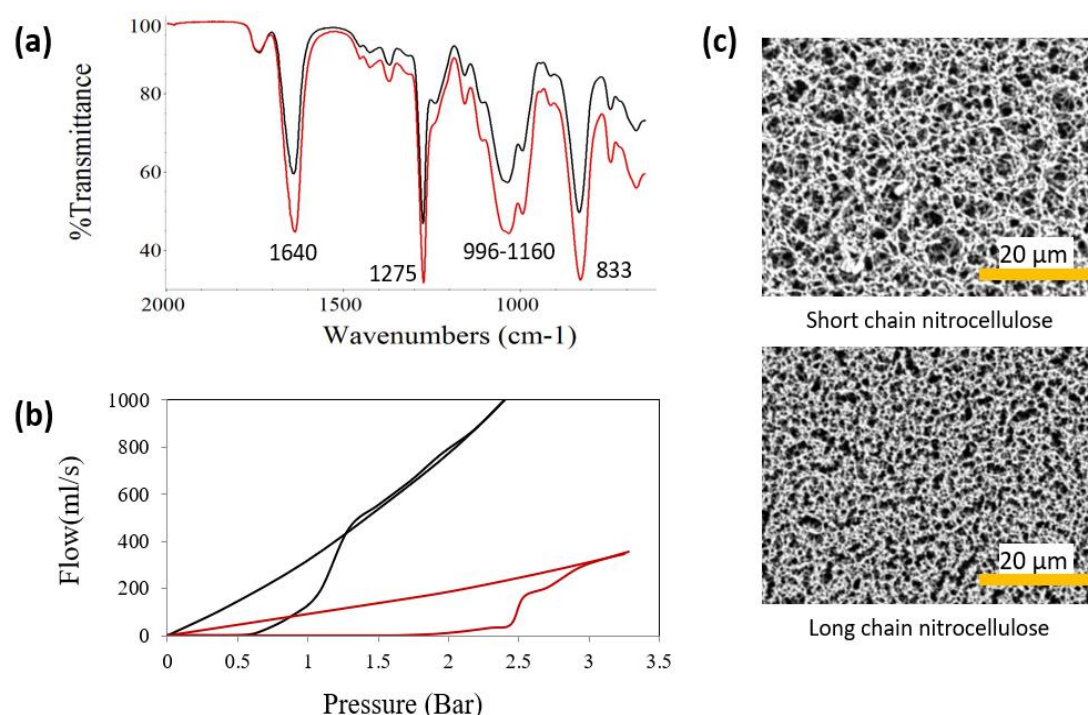 (a)
%Transmittance
100
80
60
40
1640
1275
996-1160
833
2000
1500
1000
Wavenumbers (cm-1)
(b)
Flow(ml/s)
1000
800
600
400
200
0
0
0.5
1
1.5
2
2.5
3
3.5
Pressure (Bar)
(c)
20 µm
Short chain nitrocellulose
20 µm
Long chain nitrocellulose